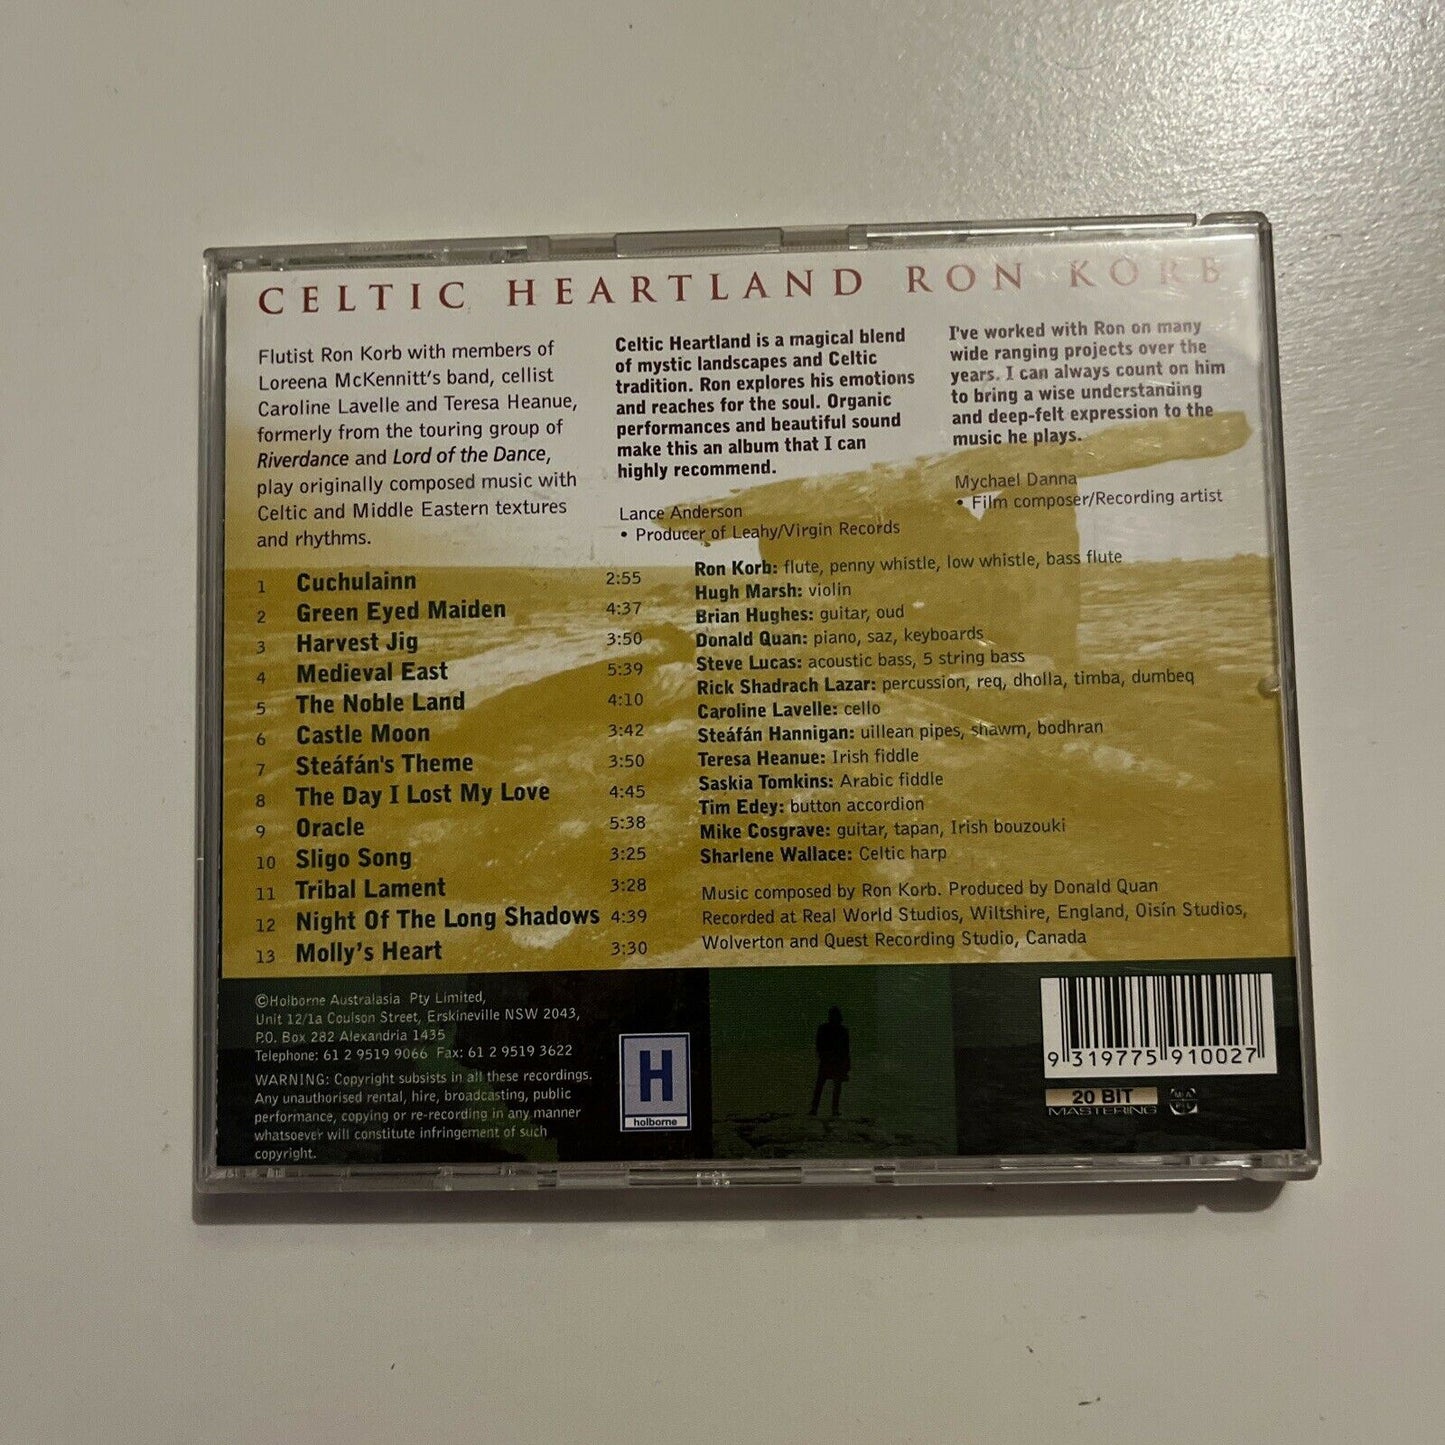 CELTIC HEARTLAND RON KORB
Flutist Ron Korb with members of
Loreena McKennitt's band, cellist
Caroline Lavelle and Teresa Heanue,
formerly from the touring group of
Riverdance and Lord of the Dance,
play originally composed music with
Celtic and Middle Eastern textures
and rhythms.
Celtic Heartland is a magical blend
of mystic landscapes and Celtic
tradition. Ron explores his emotions
and reaches for the soul. Organic
performances and beautiful sound
make this an album that I can
highly recommend.
Lance Anderson
• Producer of Leahy/Virgin Records
I've worked with Ron on many
wide ranging projects over the
years. I can always count on him
to bring a wise understanding
and deep-felt expression to the
music he plays.
Mychael Danna
• Film composer/Recording artist
1 Cuchulainn 2:55
2 Green Eyed Maiden 4:37
3 Harvest Jig 3:50
4 Medieval East 5:39
5 The Noble Land 4:10
6 Castle Moon 3:42
7 Steáfán's Theme 3:50
8 The Day I Lost My Love 4:45
9 Oracle 5:38
10 Sligo Song 3:25
11 Tribal Lament 3:28
12 Night Of The Long Shadows 4:39
13 Molly's Heart 3:30
Ron Korb: flute, penny whistle, low whistle, bass flute
Hugh Marsh: violin
Brian Hughes: guitar, oud
Donald Quan: piano, saz, keyboards
Steve Lucas: acoustic bass, 5 string bass
Rick Shadrach Lazar: percussion, req, dholla, timba, dumbeq
Caroline Lavelle: cello
Steáfán Hannigan: uillean pipes, shawm, bodhran
Teresa Heanue: Irish fiddle
Saskia Tomkins: Arabic fiddle
Tim Edey: button accordion
Mike Cosgrave: guitar, tapan, Irish bouzouki
Sharlene Wallace: Celtic harp
Music composed by Ron Korb. Produced by Donald Quan
Recorded at Real World Studios, Wiltshire, England, Oisín Studios,
Wolverton and Quest Recording Studio, Canada
©Holborne Australasia Pty Limited,
Unit 12/1a Coulson Street, Erskineville NSW 2043,
P.O. Box 282 Alexandria 1435
Telephone: 61 2 9519 9066 Fax: 61 2 9519 3622
WARNING: Copyright subsists in all these recordings.
Any unauthorised rental, hire, broadcasting, public
performance, copying or re-recording in any manner
whatsoever will constitute infringement of such
copyright.
H
holborne
9 319775 910027
20 BIT
MASTERING